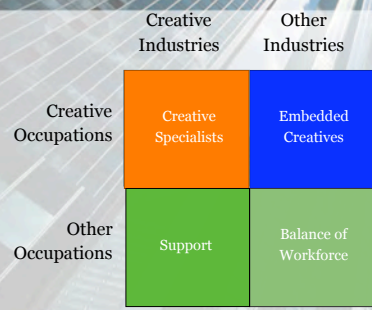 Creative Industries
Other Industries
Creative Occupations
Creative Specialists
Embedded Creatives
Other Occupations
Support
Balance of Workforce